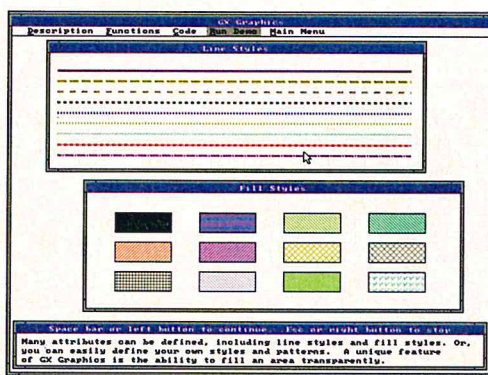 GX Graphics
Description Functions Code Run Demo Main Menu
Line Styles
Fill Styles
Space bar or left button to continue Esc or right button to stop
Many attributes can be defined, including line styles and fill styles. Or,
you can easily define your own styles and patterns. A unique feature
of GX Graphics is the ability to fill an area transparently.